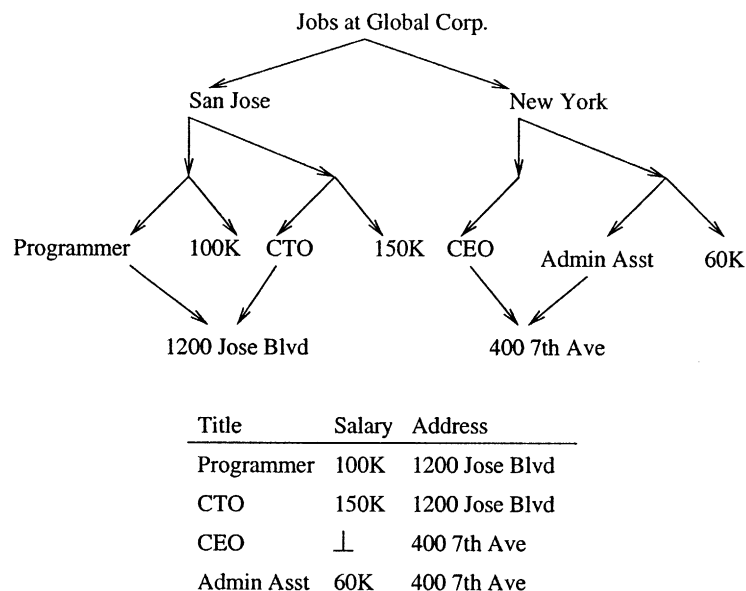 Jobs at Global Corp.
San Jose New York
Programmer 100K CTO 150K CEO Admin Asst 60K
1200 Jose Blvd 400 7th Ave
Title Salary Address
Programmer 100K 1200 Jose Blvd
CTO 150K 1200 Jose Blvd
CEO ⊥ 400 7th Ave
Admin Asst 60K 400 7th Ave